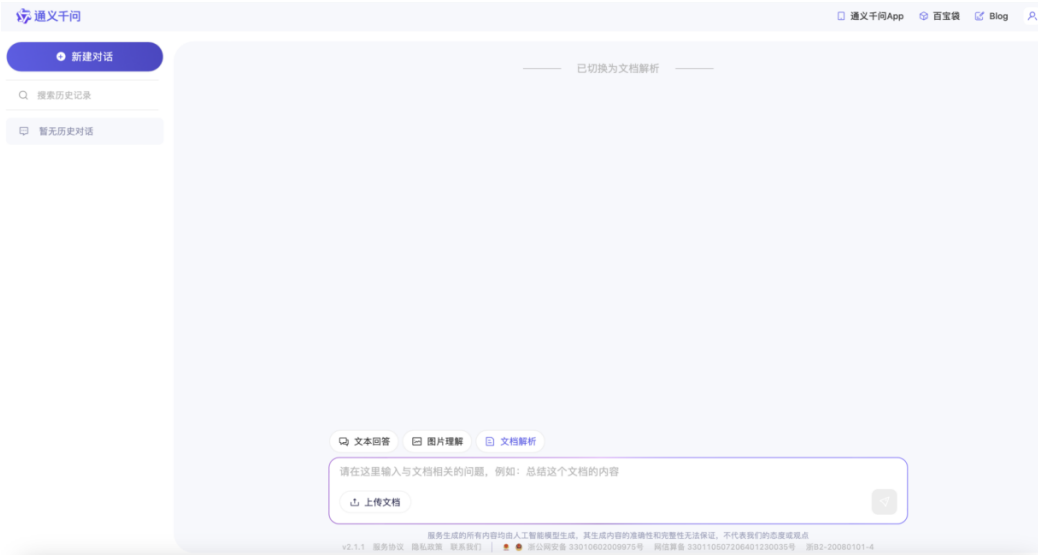 通义千问
通义千问App 百宝袋 Blog
新建对话
搜索历史记录
暂无历史对话
已切换为文档解析
文本回答 图片理解 文档解析
请在这里输入与文档相关的问题，例如：总结这个文档的内容
上传文档
服务生成的所有内容均由人工智能模型生成，其生成内容的准确性和完整性无法保证，不代表我们的态度或观点
v2.1.1 服务协议 隐私政策 联系我们 | 浙公网安备 33010602009975号 网信算备 330110507206401230035号 浙B2-20080101-4